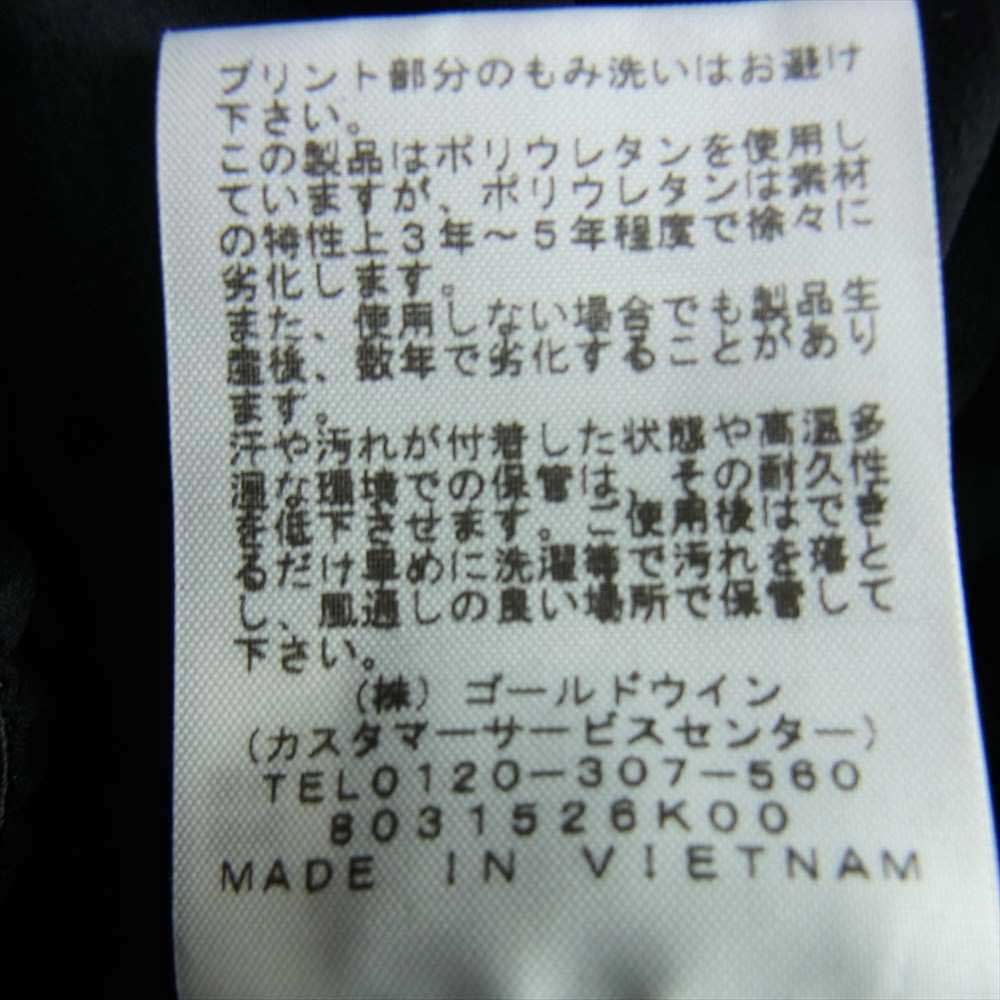 プリント部分のもみ洗いはお避け
下さい。
この製品はポリウレタンを使用し
ていますが、ポリウレタンは素材
の特性上3年～5年程度で徐々に
劣化します。
また、使用しない場合でも製品生
産後、数年で劣化することがあり
ます。
汗や汚れが付着した状態や高温多
湿な環境での保管は、その耐久性
を低下させます。ご使用後はでき
るだけ早めに洗濯等で汚れを落と
し、風通しの良い場所で保管して
下さい。
(株) ゴールドウイン
(カスタマーサービスセンター)
TEL0120-307-560
8031526K00
MADE IN VIETNAM